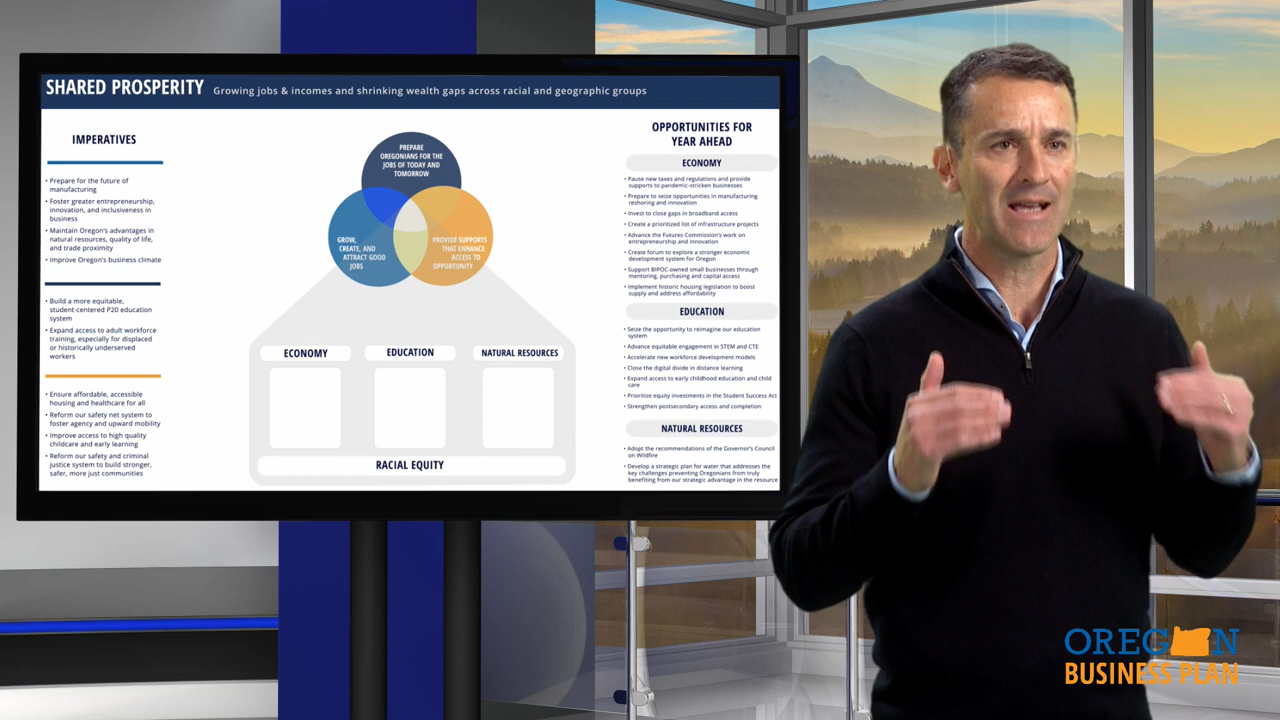 SHARED PROSPERITY Growing jobs & incomes and shrinking wealth gaps across racial and geographic groups
IMPERATIVES
• Prepare for the future of
manufacturing
• Foster greater entrepreneurship,
innovation, and inclusiveness in
business
• Maintain Oregon's advantages in
natural resources, quality of life,
and trade proximity
• Improve Oregon's business climate
• Build a more equitable,
student-centered P20 education
system
• Expand access to adult workforce
training, especially for displaced
or historically underserved
workers
• Ensure affordable, accessible
housing and healthcare for all
• Reform our safety net system to
foster agency and upward mobility
• Improve access to high quality
childcare and early learning
• Reform our safety and criminal
justice system to build stronger,
safer, more just communities
PREPARE
OREGONIANS FOR THE
JOBS OF TODAY AND
TOMORROW
GROW,
CREATE, AND
ATTRACT GOOD
JOBS
PROVIDE SUPPORTS
THAT ENHANCE
ACCESS TO
OPPORTUNITY
ECONOMY
EDUCATION
NATURAL RESOURCES
RACIAL EQUITY
OPPORTUNITIES FOR
YEAR AHEAD
ECONOMY
• Pause new taxes and regulations and provide
supports to pandemic-stricken businesses
• Prepare to seize opportunities in manufacturing
reshoring and innovation
• Invest to close gaps in broadband access
• Create a prioritized list of infrastructure projects
• Advance the Futures Commission's work on
entrepreneurship and innovation
• Create forum to explore a stronger economic
development system for Oregon
• Support BIPOC-owned small businesses through
mentoring, purchasing and capital access
• Implement historic housing legislation to boost
supply and address affordability
EDUCATION
• Seize the opportunity to reimagine our education
system
• Advance equitable engagement in STEM and CTE
• Accelerate new workforce development models
• Close the digital divide in distance learning
• Expand access to early childhood education and child
care
• Prioritize equity investments in the Student Success Act
• Strengthen postsecondary access and completion
NATURAL RESOURCES
• Adopt the recommendations of the Governor's Council
on Wildfire
• Develop a strategic plan for water that addresses the
key challenges preventing Oregonians from truly
benefiting from our strategic advantage in the resource
OREGON
BUSINESS PLAN